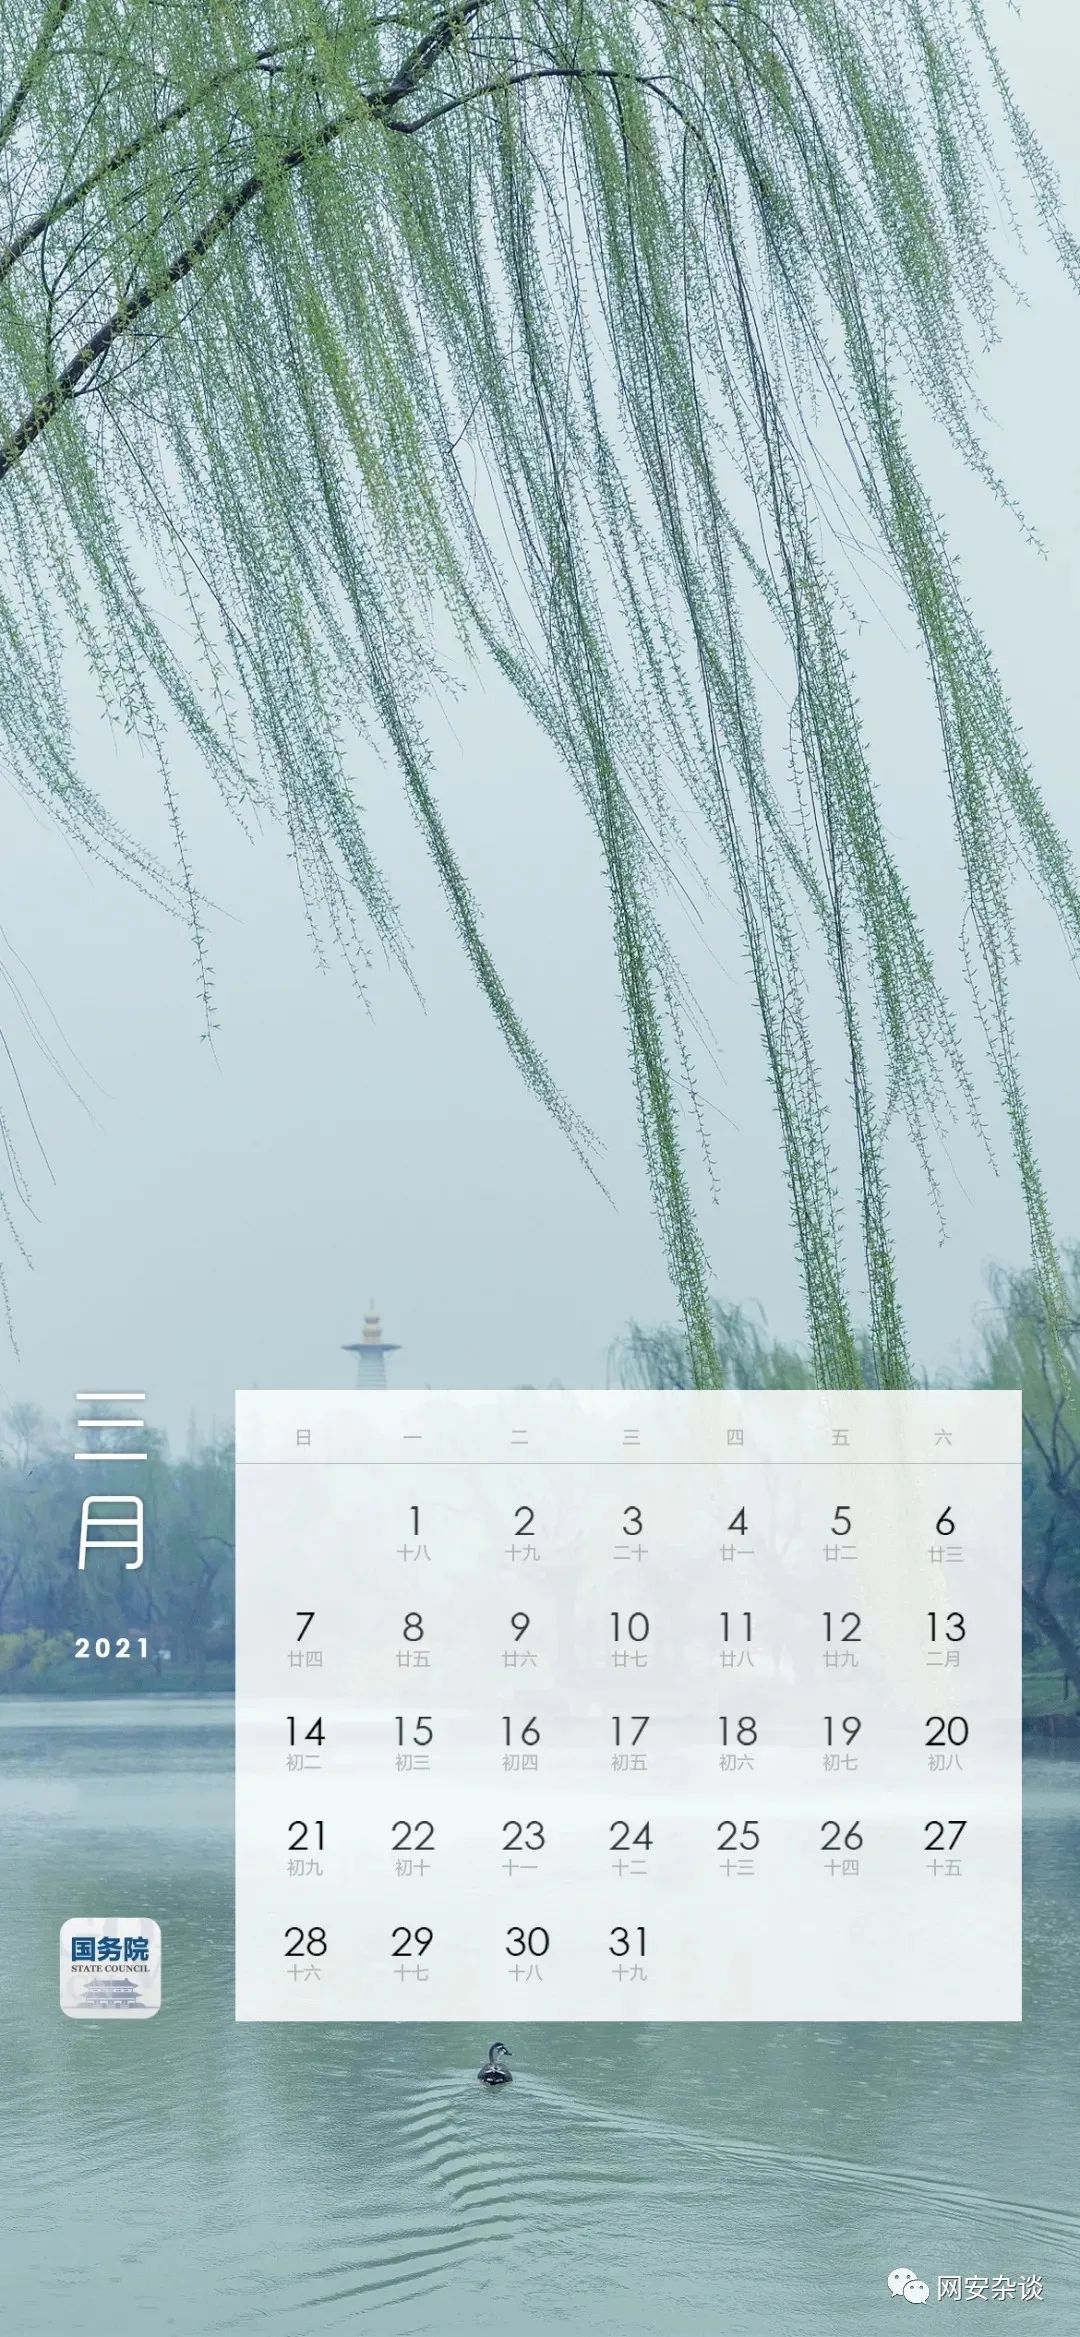 三月
2021
日 一 二 三 四 五 六
1 2 3 4 5 6
十八 十九 二十 廿一 廿二 廿三
7 8 9 10 11 12 13
廿四 廿五 廿六 廿七 廿八 廿九 二月
14 15 16 17 18 19 20
初二 初三 初四 初五 初六 初七 初八
21 22 23 24 25 26 27
初九 初十 十一 十二 十三 十四 十五
28 29 30 31
十六 十七 十八 十九
国务院
STATE COUNCIL
网安杂谈